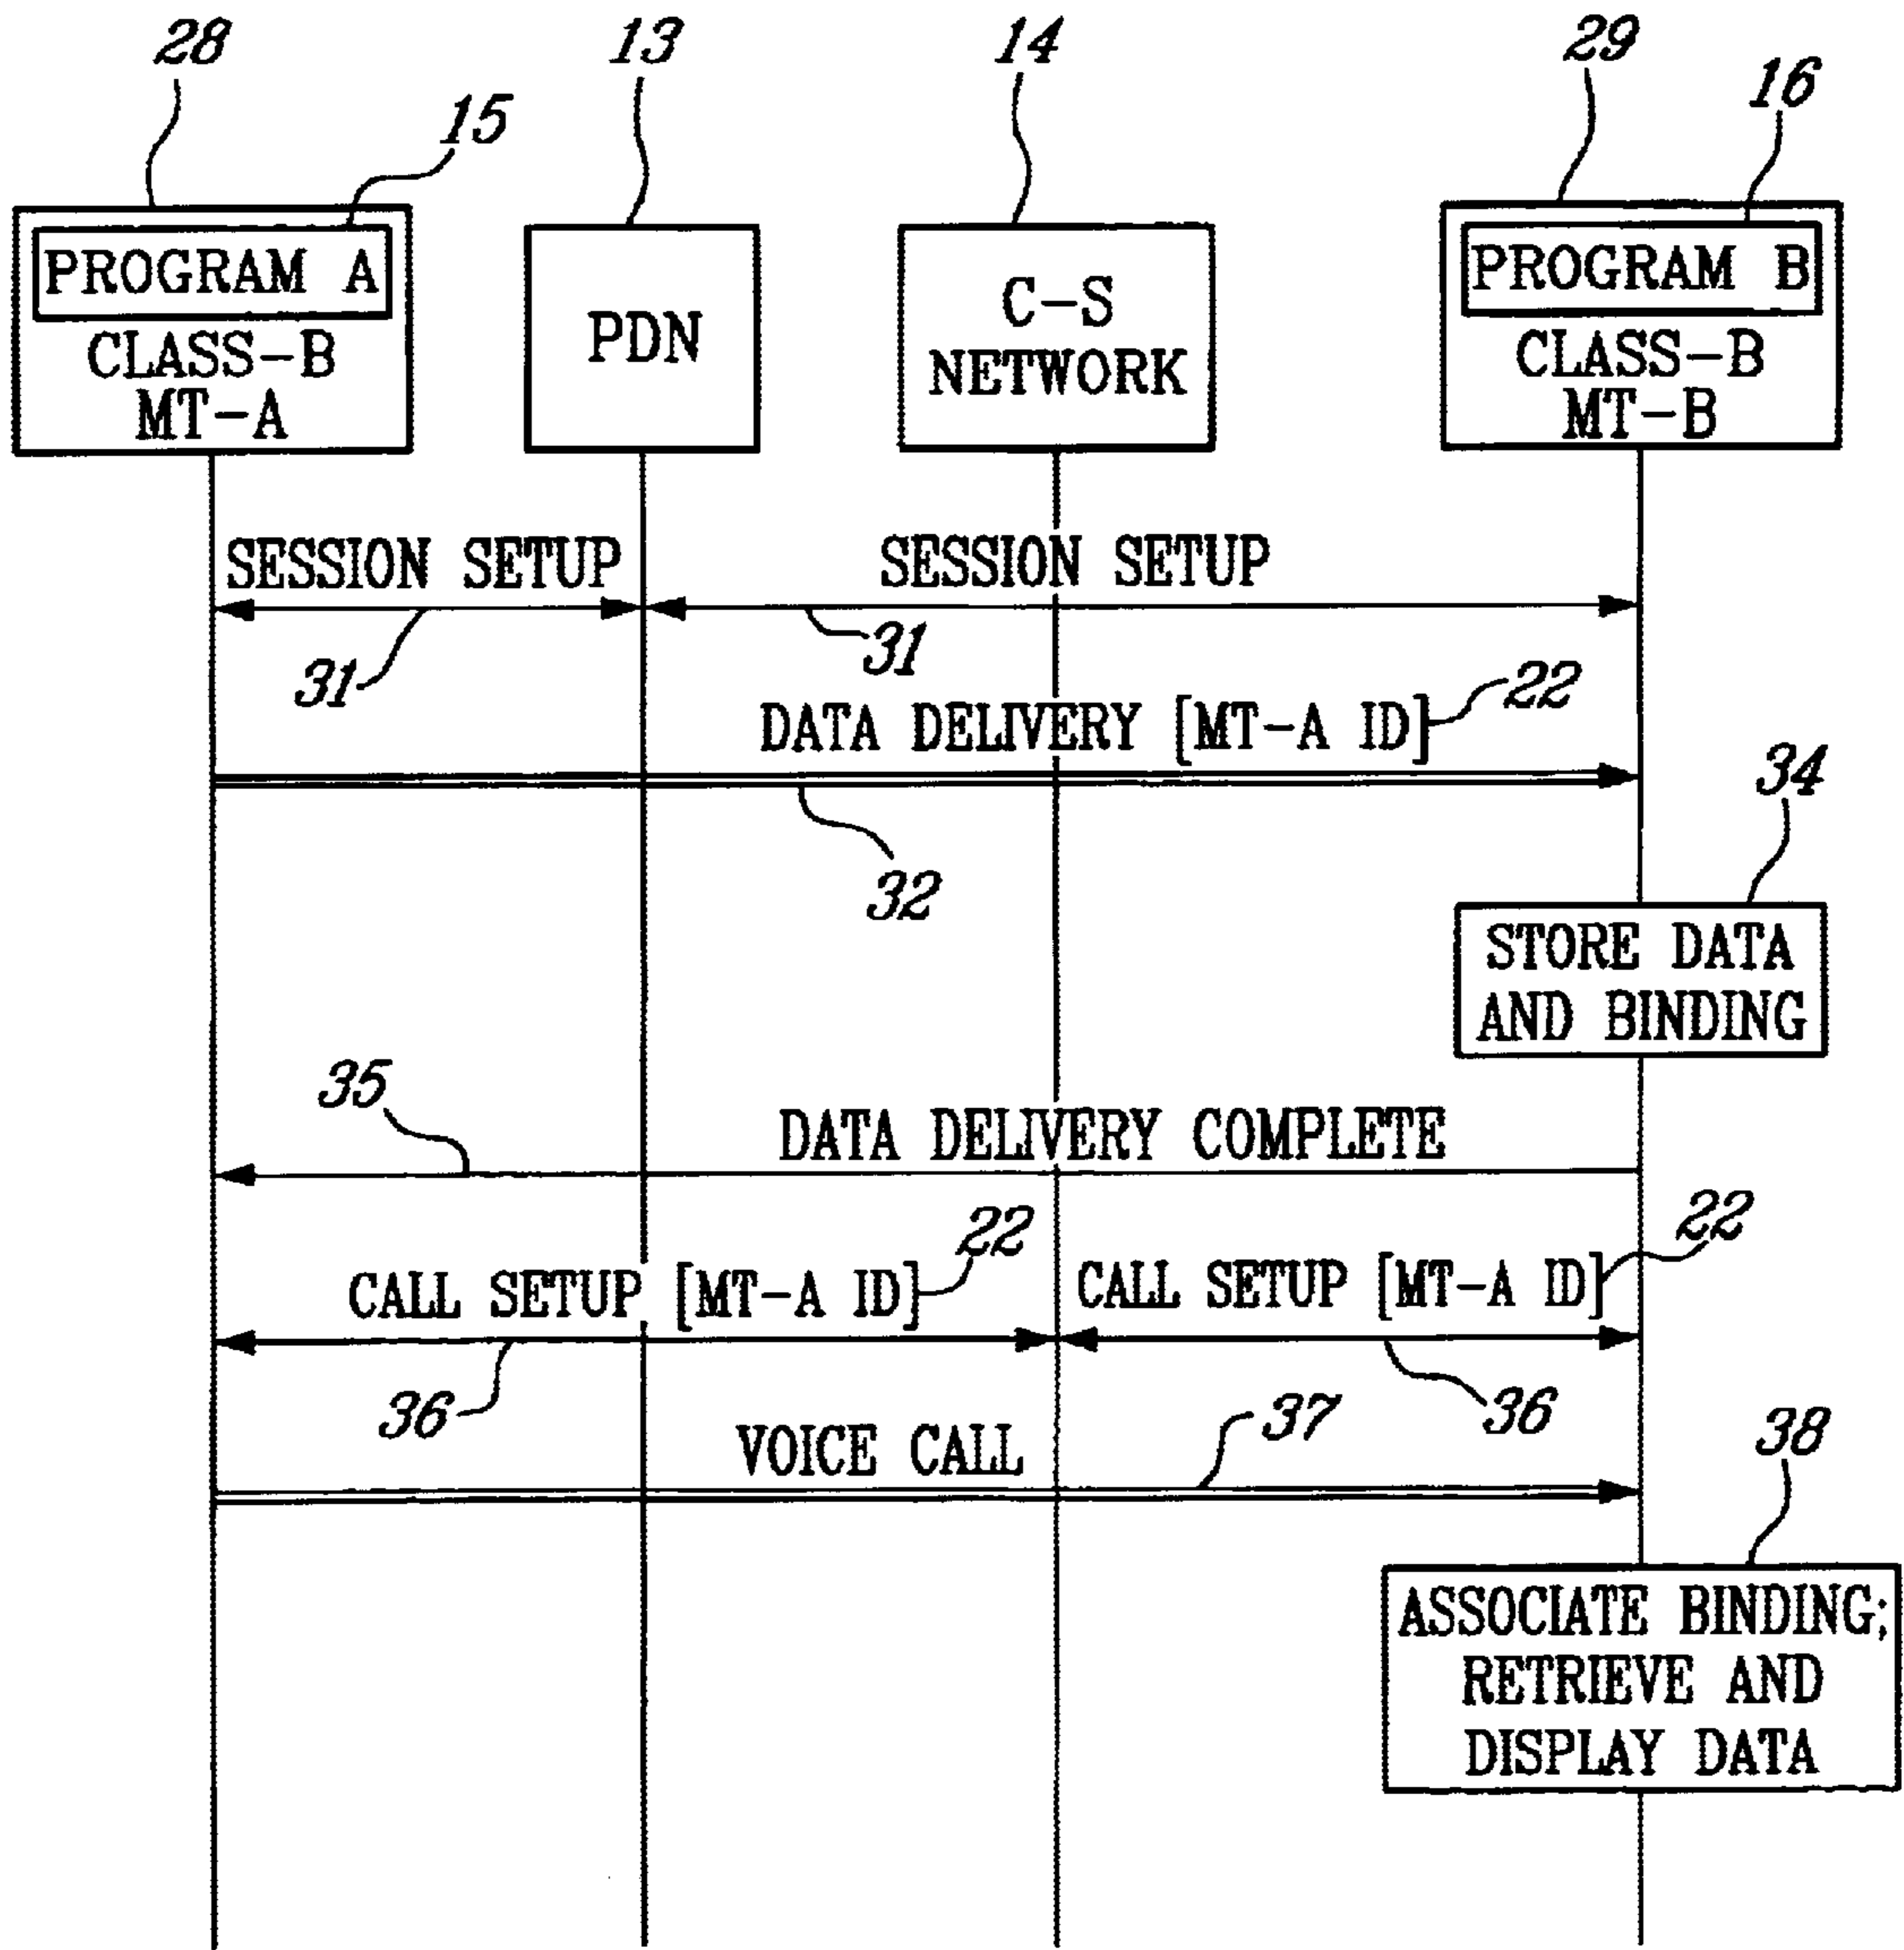 28
13
14
29
15
16
PROGRAM A
CLASS-B
MT-A
PDN
C-S
NETWORK
PROGRAM B
CLASS-B
MT-B
SESSION SETUP
SESSION SETUP
31
31
DATA DELIVERY [MT-A ID]
22
32
34
STORE DATA
AND BINDING
35
DATA DELIVERY COMPLETE
CALL SETUP [MT-A ID]
22
CALL SETUP [MT-A ID]
22
36
36
VOICE CALL
37
38
ASSOCIATE BINDING;
RETRIEVE AND
DISPLAY DATA